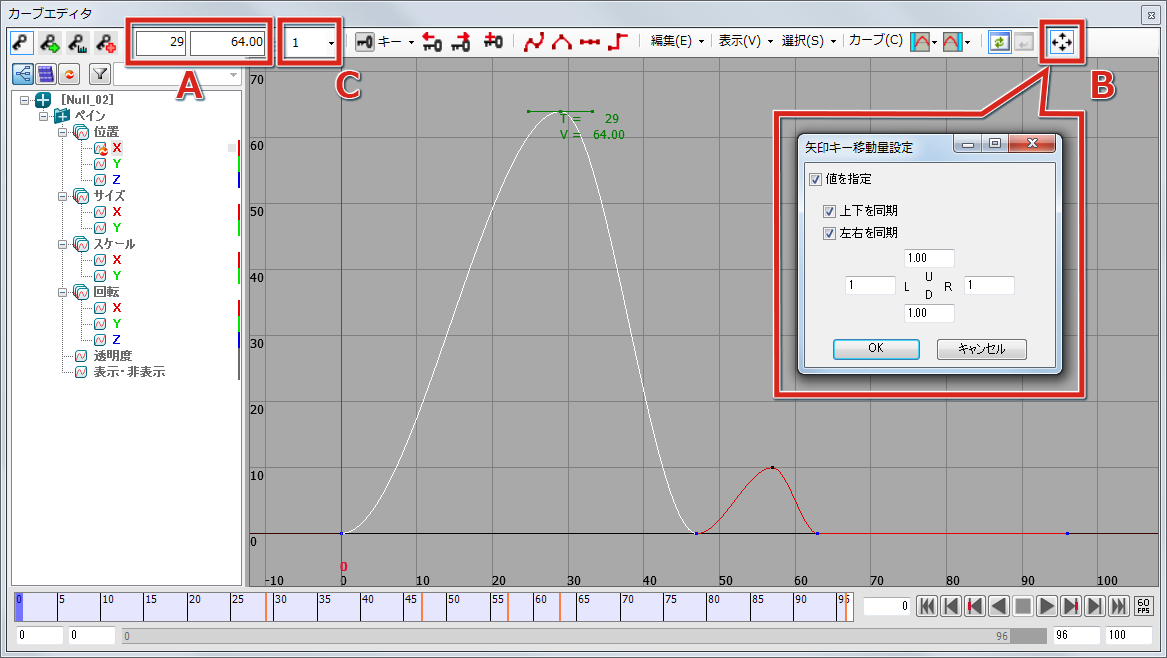 カーブエディタ
29 64.00 1 キー 編集(E) 表示(V) 選択(S) カーブ(C)
A C B
[Null_02]
ペイン
位置
X
Y
Z
サイズ
X
Y
スケール
X
Y
回転
X
Y
Z
透明度
表示・非表示
70
60
50
40
30
20
10
0
T = 29
V = 64.00
-10 0 10 20 30 40 50 60 70 80 90 100
0
矢印キー移動量設定
値を指定
上下を同期
左右を同期
1.00
1 L U R 1
D
1.00
OK キャンセル
0 5 10 15 20 25 30 35 40 45 50 55 60 65 70 75 80 85 90 95 0 60 FPS
0 0 0 96 96 100